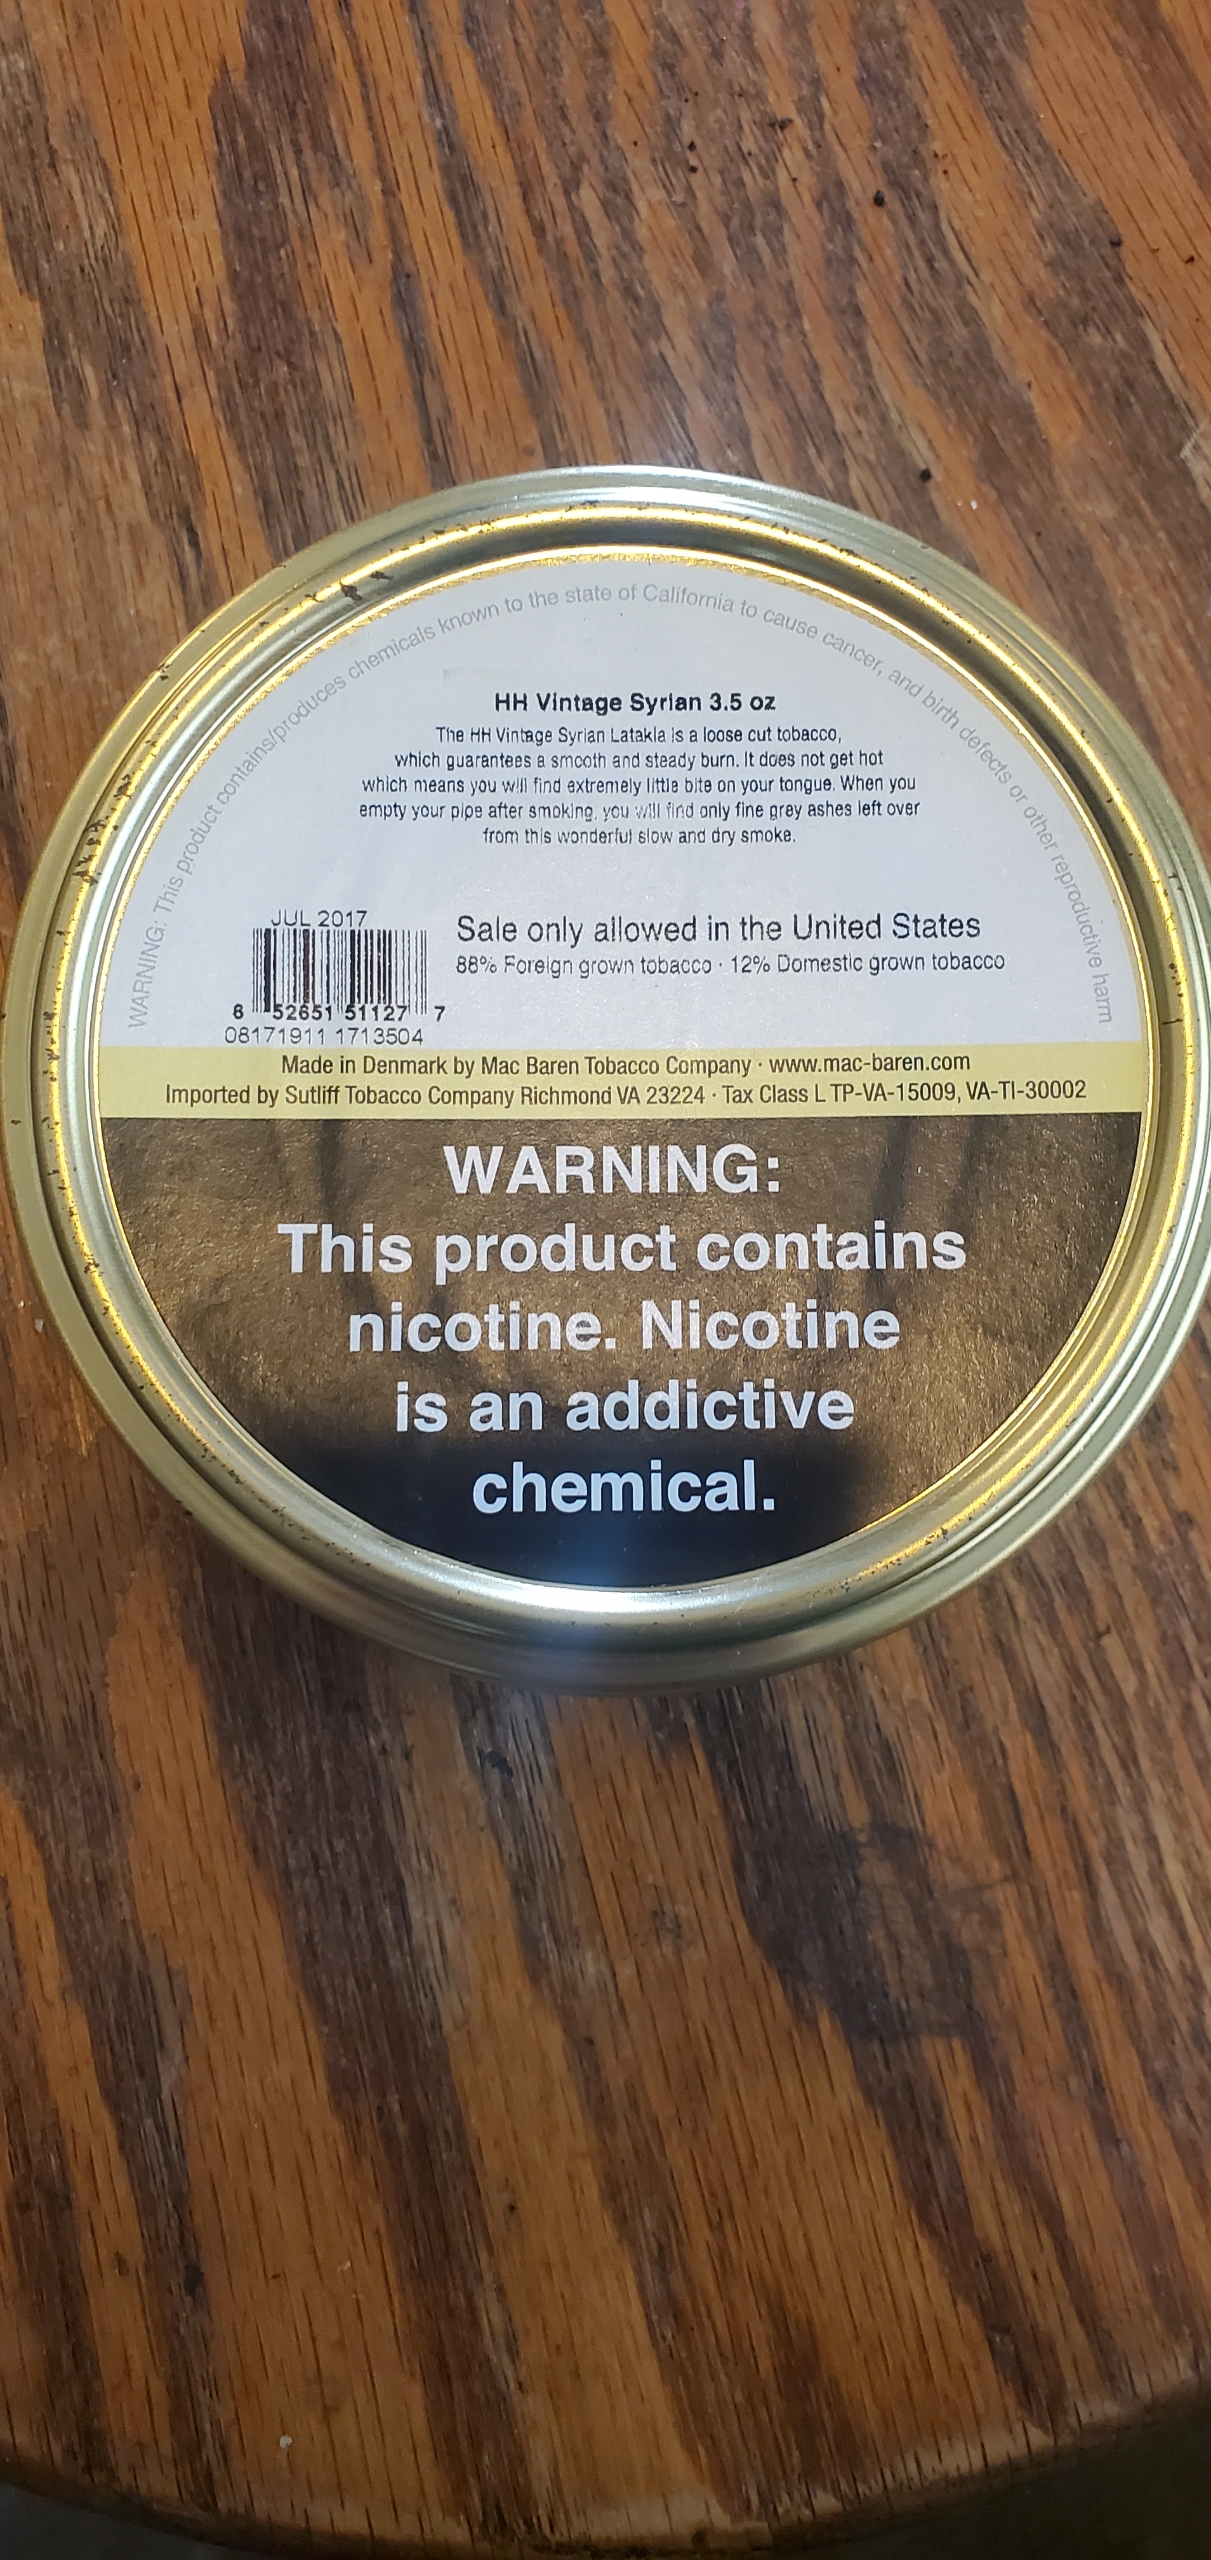 WARNING: This product contains/produces chemicals known to the state of California to cause cancer, and birth defects or other reproductive harm
HH Vintage Syrian 3.5 oz
The HH Vintage Syrian Latakia is a loose cut tobacco,
which guarantees a smooth and steady burn. It does not get hot
which means you will find extremely little bite on your tongue. When you
empty your pipe after smoking, you will find only fine grey ashes left over
from this wonderful slow and dry smoke.
JUL 2017
Sale only allowed in the United States
88% Foreign grown tobacco · 12% Domestic grown tobacco
8 52651 51127 7
08171911 1713504
Made in Denmark by Mac Baren Tobacco Company · www.mac-baren.com
Imported by Sutliff Tobacco Company Richmond VA 23224 · Tax Class L TP-VA-15009, VA-TI-30002
WARNING:
This product contains
nicotine. Nicotine
is an addictive
chemical.